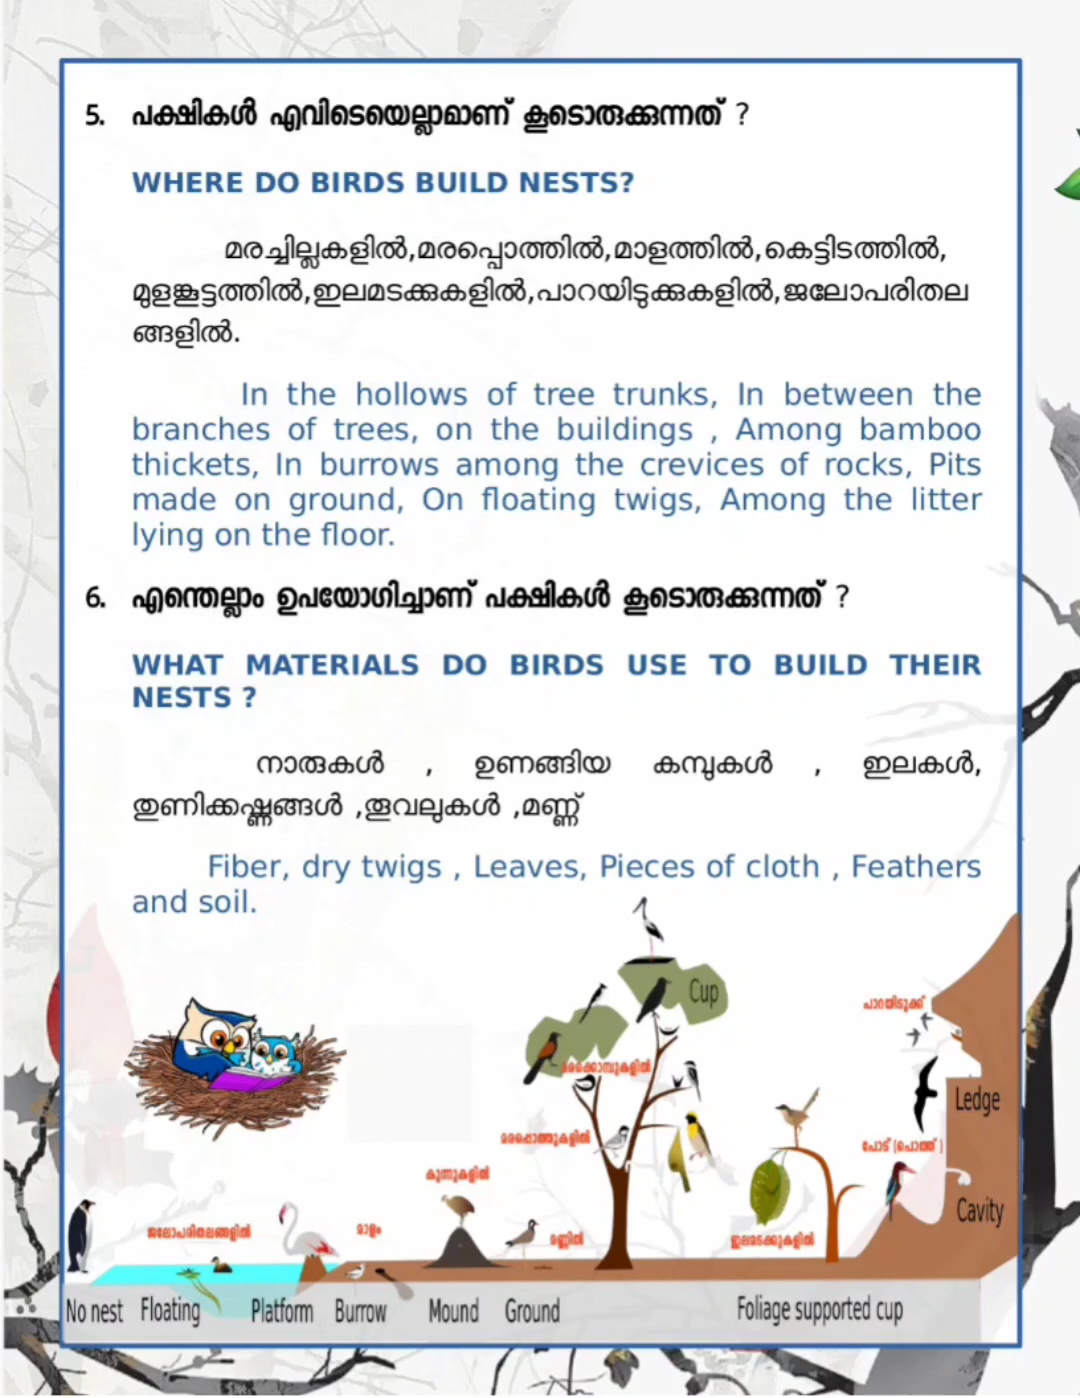 5. പക്ഷികൾ എവിടെയെല്ലാമാണ് കൂടൊരുക്കുന്നത് ?
WHERE DO BIRDS BUILD NESTS?
മരച്ചില്ലകളിൽ,മരപ്പൊത്തിൽ,മാളത്തിൽ,കെട്ടിടത്തിൽ,
മുളങ്കൂട്ടത്തിൽ,ഇലമടക്കുകളിൽ,പാറയിടുക്കുകളിൽ,ജലോപരിതല
ങ്ങളിൽ.
In the hollows of tree trunks, In between the
branches of trees, on the buildings , Among bamboo
thickets, In burrows among the crevices of rocks, Pits
made on ground, On floating twigs, Among the litter
lying on the floor.
6. എന്തെല്ലാം ഉപയോഗിച്ചാണ് പക്ഷികൾ കൂടൊരുക്കുന്നത് ?
WHAT MATERIALS DO BIRDS USE TO BUILD THEIR
NESTS ?
നാരുകൾ , ഉണങ്ങിയ കമ്പുകൾ , ഇലകൾ,
തുണിക്കഷ്ണങ്ങൾ ,തൂവലുകൾ ,മണ്ണ്
Fiber, dry twigs , Leaves, Pieces of cloth , Feathers
and soil.
Cup
പാറയിടുക്ക്
മരക്കൊമ്പുകളിൽ
Ledge
മരപ്പൊത്തുകളിൽ
പോട് (പൊത്ത് )
കുന്നുകളിൽ
Cavity
ജലോപരിതലങ്ങളിൽ
മാളം
മണ്ണിൽ
ഇലമടക്കുകളിൽ
No nest Floating Platform Burrow Mound Ground Foliage supported cup